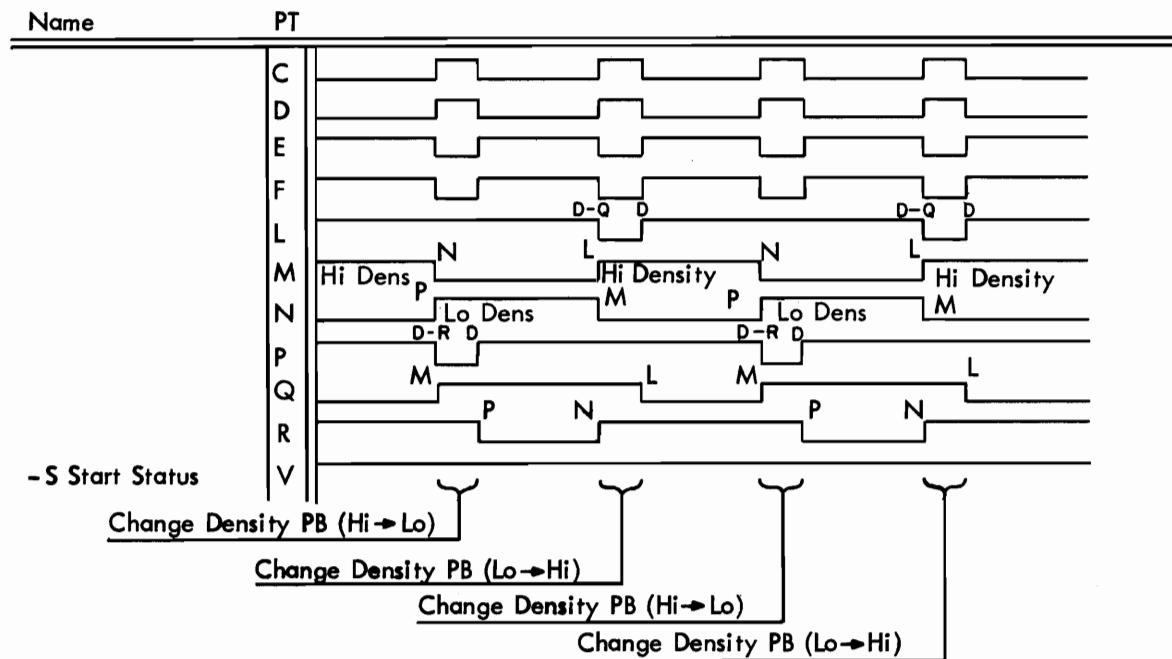 Name PT
C
D
E
F
D-Q D D-Q D
L
N L N L
M Hi Dens Hi Density Hi Density
P M P M
N Lo Dens Lo Dens
D-R D D-R D
P
M L M L
Q
P N P N
R
-S Start Status V
Change Density PB (Hi→Lo)
Change Density PB (Lo→Hi)
Change Density PB (Hi→Lo)
Change Density PB (Lo→Hi)